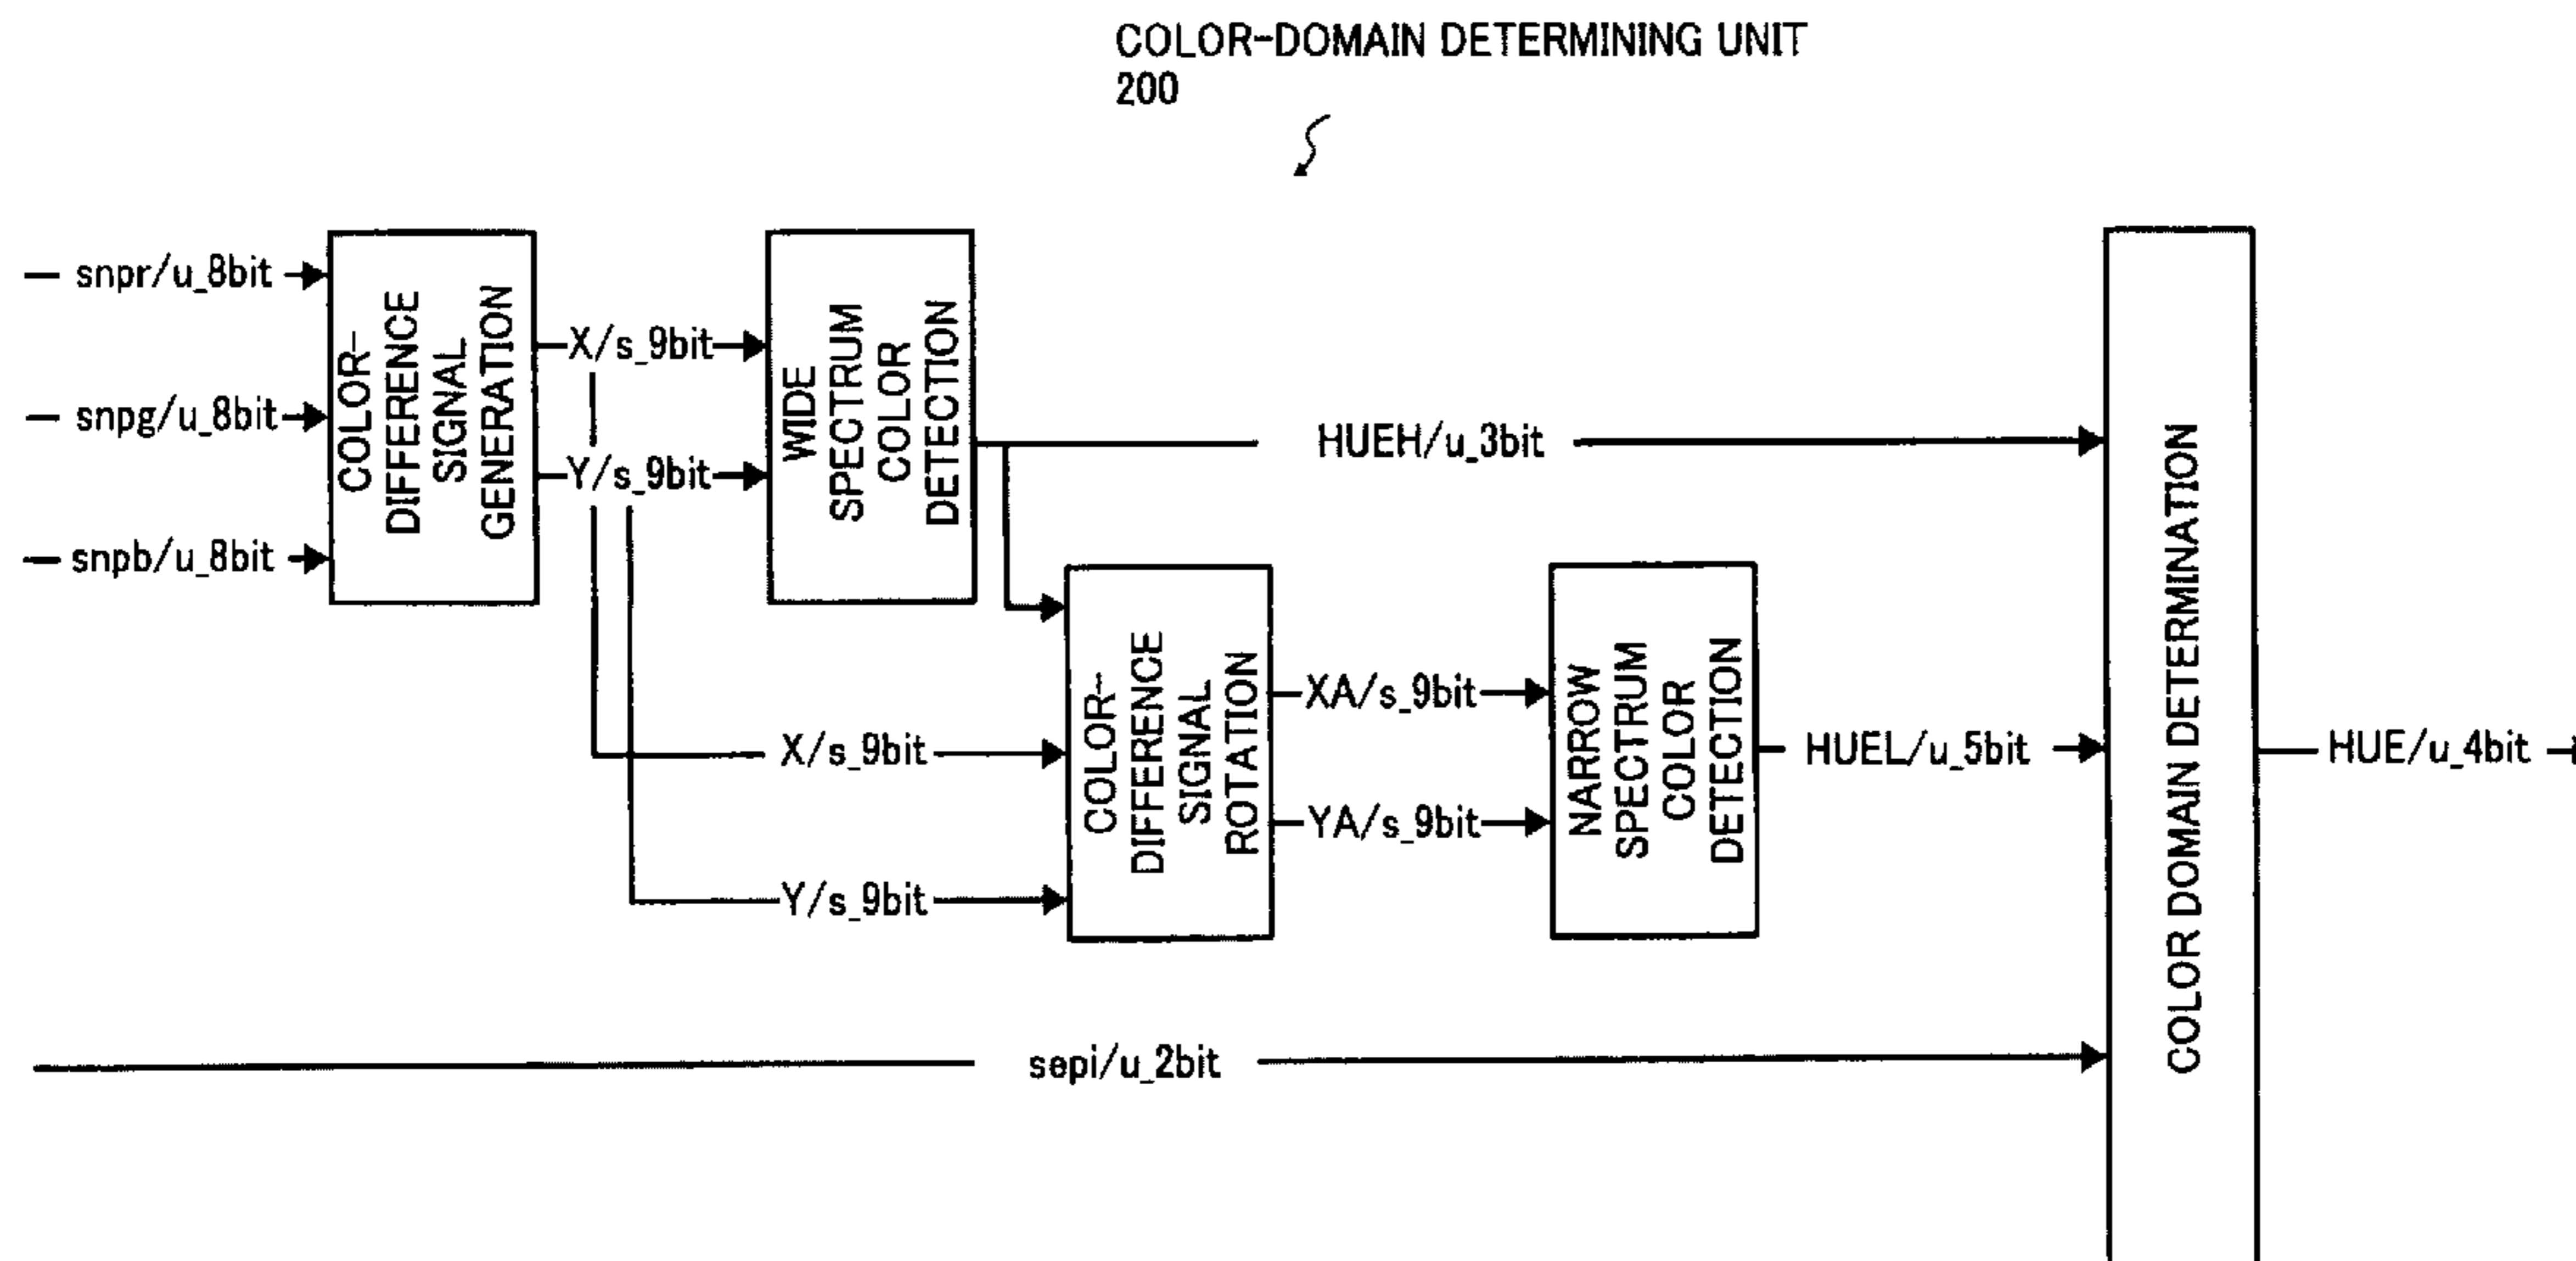 COLOR-DOMAIN DETERMINING UNIT
200
snpr/u_8bit
snpg/u_8bit
snpb/u_8bit
COLOR-
DIFFERENCE
SIGNAL
GENERATION
X/s_9bit
Y/s_9bit
WIDE
SPECTRUM
COLOR
DETECTION
HUEH/u_3bit
X/s_9bit
Y/s_9bit
COLOR-
DIFFERENCE
SIGNAL
ROTATION
XA/s_9bit
YA/s_9bit
NARROW
SPECTRUM
COLOR
DETECTION
HUEL/u_5bit
sepi/u_2bit
COLOR DOMAIN DETERMINATION
HUE/u_4bit